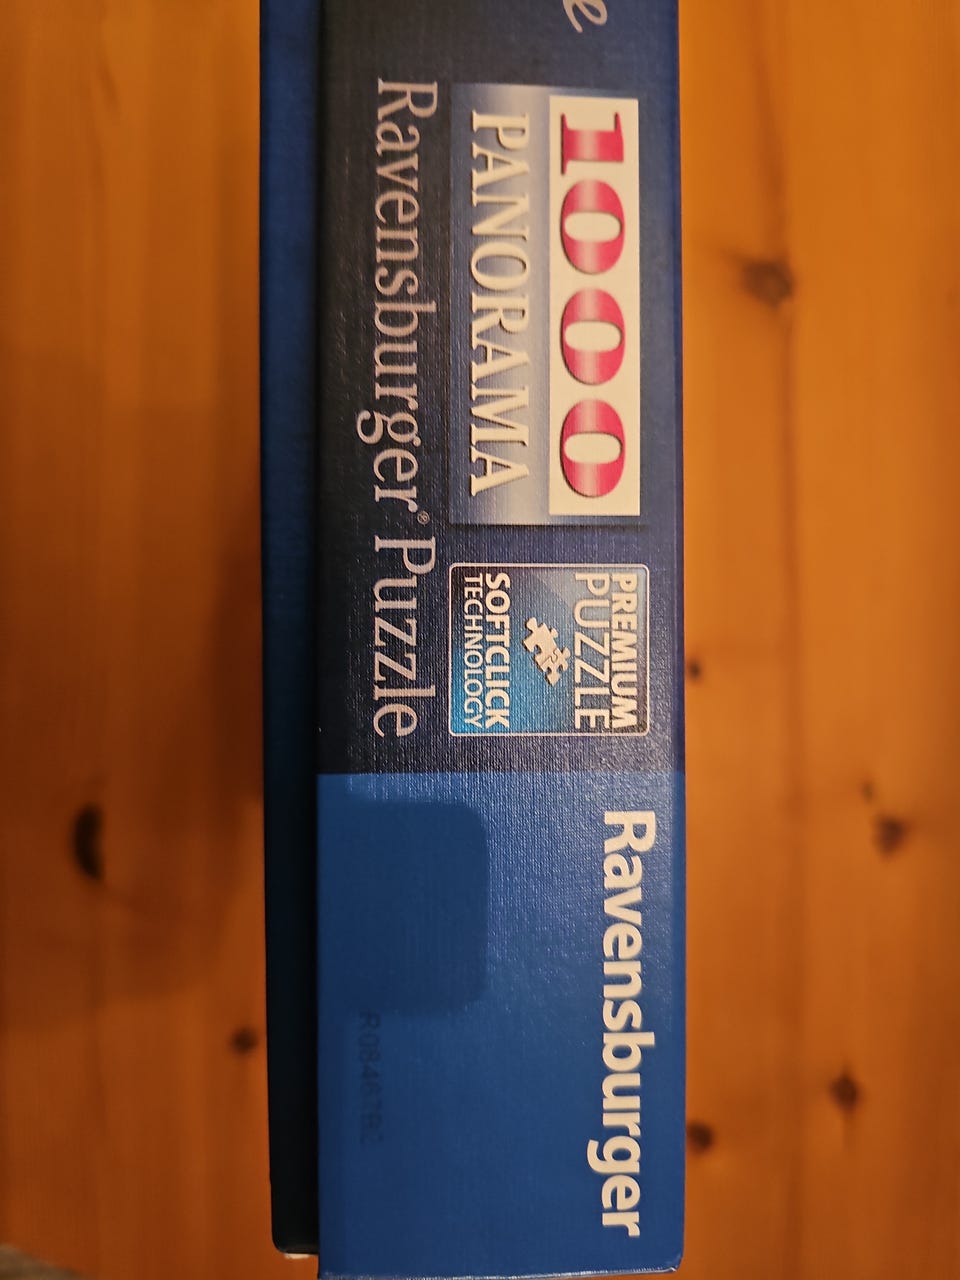 1000
PANORAMA
Ravensburger® Puzzle
PREMIUM
PUZZLE
SOFTCLICK
TECHNOLOGY
Ravensburger